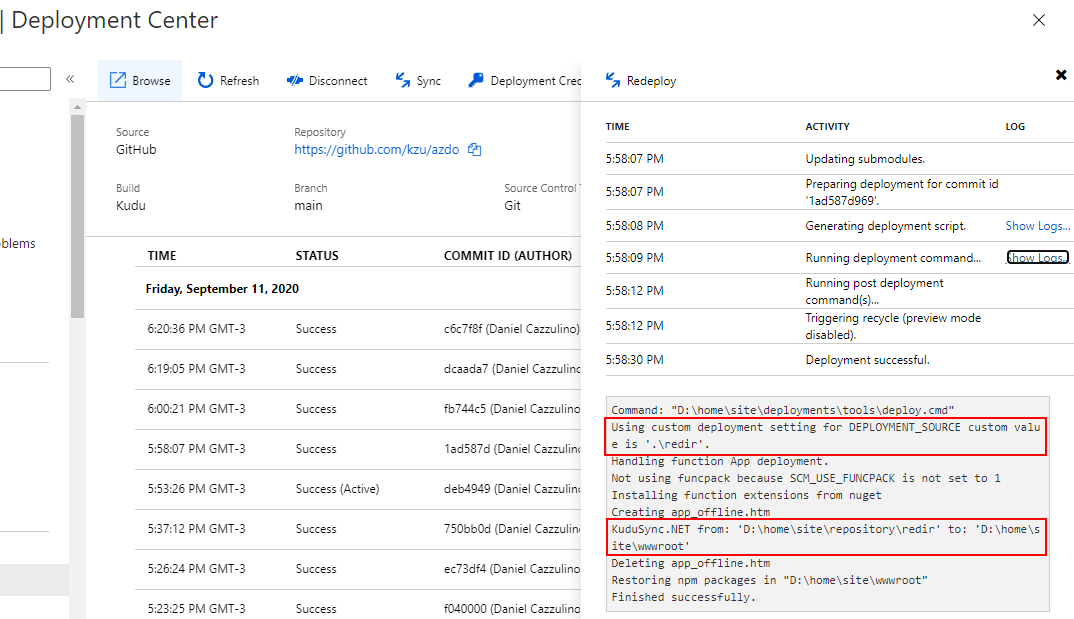 | Deployment Center
Browse
Refresh
Disconnect
Sync
Deployment Cred
Redeploy
Source
GitHub
Repository
https://github.com/kzu/azdo
Build
Kudu
Branch
main
Source Control
Git
oblems
TIME STATUS COMMIT ID (AUTHOR)
Friday, September 11, 2020
6:20:36 PM GMT-3 Success c6c7f8f (Daniel Cazzulino)
6:19:05 PM GMT-3 Success dcaada7 (Daniel Cazzulino
6:00:21 PM GMT-3 Success fb744c5 (Daniel Cazzulino
5:58:07 PM GMT-3 Success 1ad587d (Daniel Cazzulino
5:53:26 PM GMT-3 Success (Active) deb4949 (Daniel Cazzulino
5:37:12 PM GMT-3 Success 750bb0d (Daniel Cazzulino
5:26:24 PM GMT-3 Success ec73df4 (Daniel Cazzulino
5:23:25 PM GMT-3 Success f040000 (Daniel Cazzulino
TIME ACTIVITY LOG
5:58:07 PM Updating submodules.
5:58:07 PM Preparing deployment for commit id
'1ad587d969'.
5:58:08 PM Generating deployment script. Show Logs...
5:58:09 PM Running deployment command... Show Logs..
5:58:12 PM Running post deployment
command(s)...
5:58:12 PM Triggering recycle (preview mode
disabled).
5:58:30 PM Deployment successful.
Command: "D:\home\site\deployments\tools\deploy.cmd"
Using custom deployment setting for DEPLOYMENT_SOURCE custom valu
e is '.\redir'.
Handling function App deployment.
Not using funcpack because SCM_USE_FUNCPACK is not set to 1
Installing function extensions from nuget
Creating app_offline.htm
KuduSync.NET from: 'D:\home\site\repository\redir' to: 'D:\home\s
ite\wwwroot'
Deleting app_offline.htm
Restoring npm packages in "D:\home\site\wwwroot"
Finished successfully.